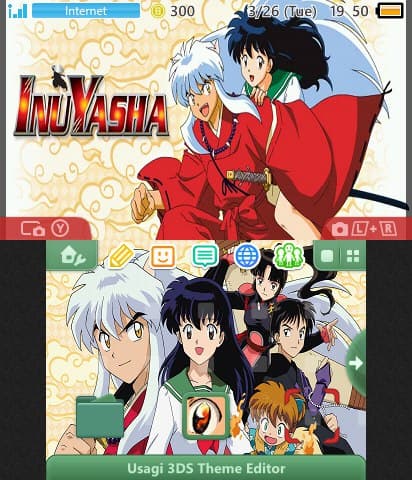 Internet
300
3/26 (Tue)
19 50
INUYASHA
Y
L+R
Usagi 3DS Theme Editor